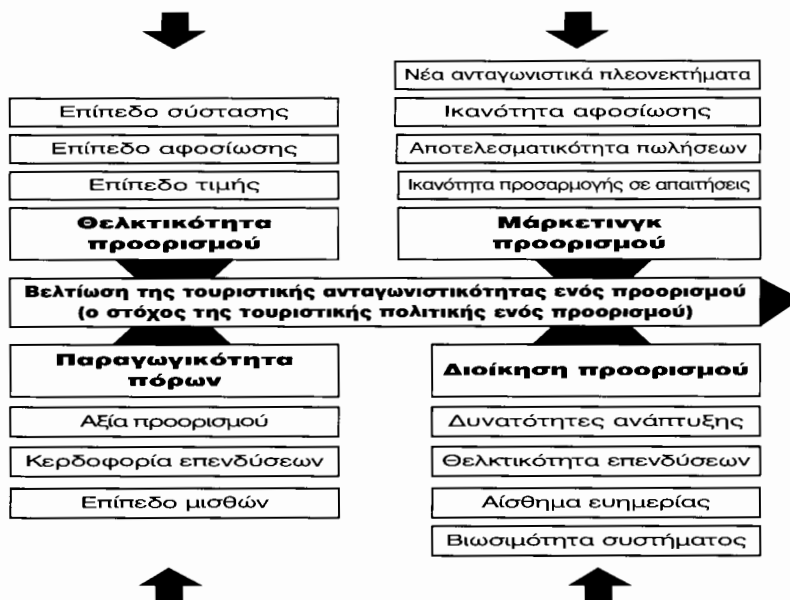 Επίπεδο σύστασης
Επίπεδο αφοσίωσης
Επίπεδο τιμής
Θελκτικότητα
προορισμού
Νέα ανταγωνιστικά πλεονεκτήματα
Ικανότητα αφοσίωσης
Αποτελεσματικότητα πωλήσεων
Ικανότητα προσαρμογής σε απαιτήσεις
Μάρκετινγκ
προορισμού
Βελτίωση της τουριστικής ανταγωνιστικότητας ενός προορισμού
(ο στόχος της τουριστικής πολιτικής ενός προορισμού)
Παραγωγικότητα
πόρων
Αξία προορισμού
Κερδοφορία επενδύσεων
Επίπεδο μισθών
Διοίκηση προορισμού
Δυνατότητες ανάπτυξης
Θελκτικότητα επενδύσεων
Αίσθημα ευημερίας
Βιωσιμότητα συστήματος